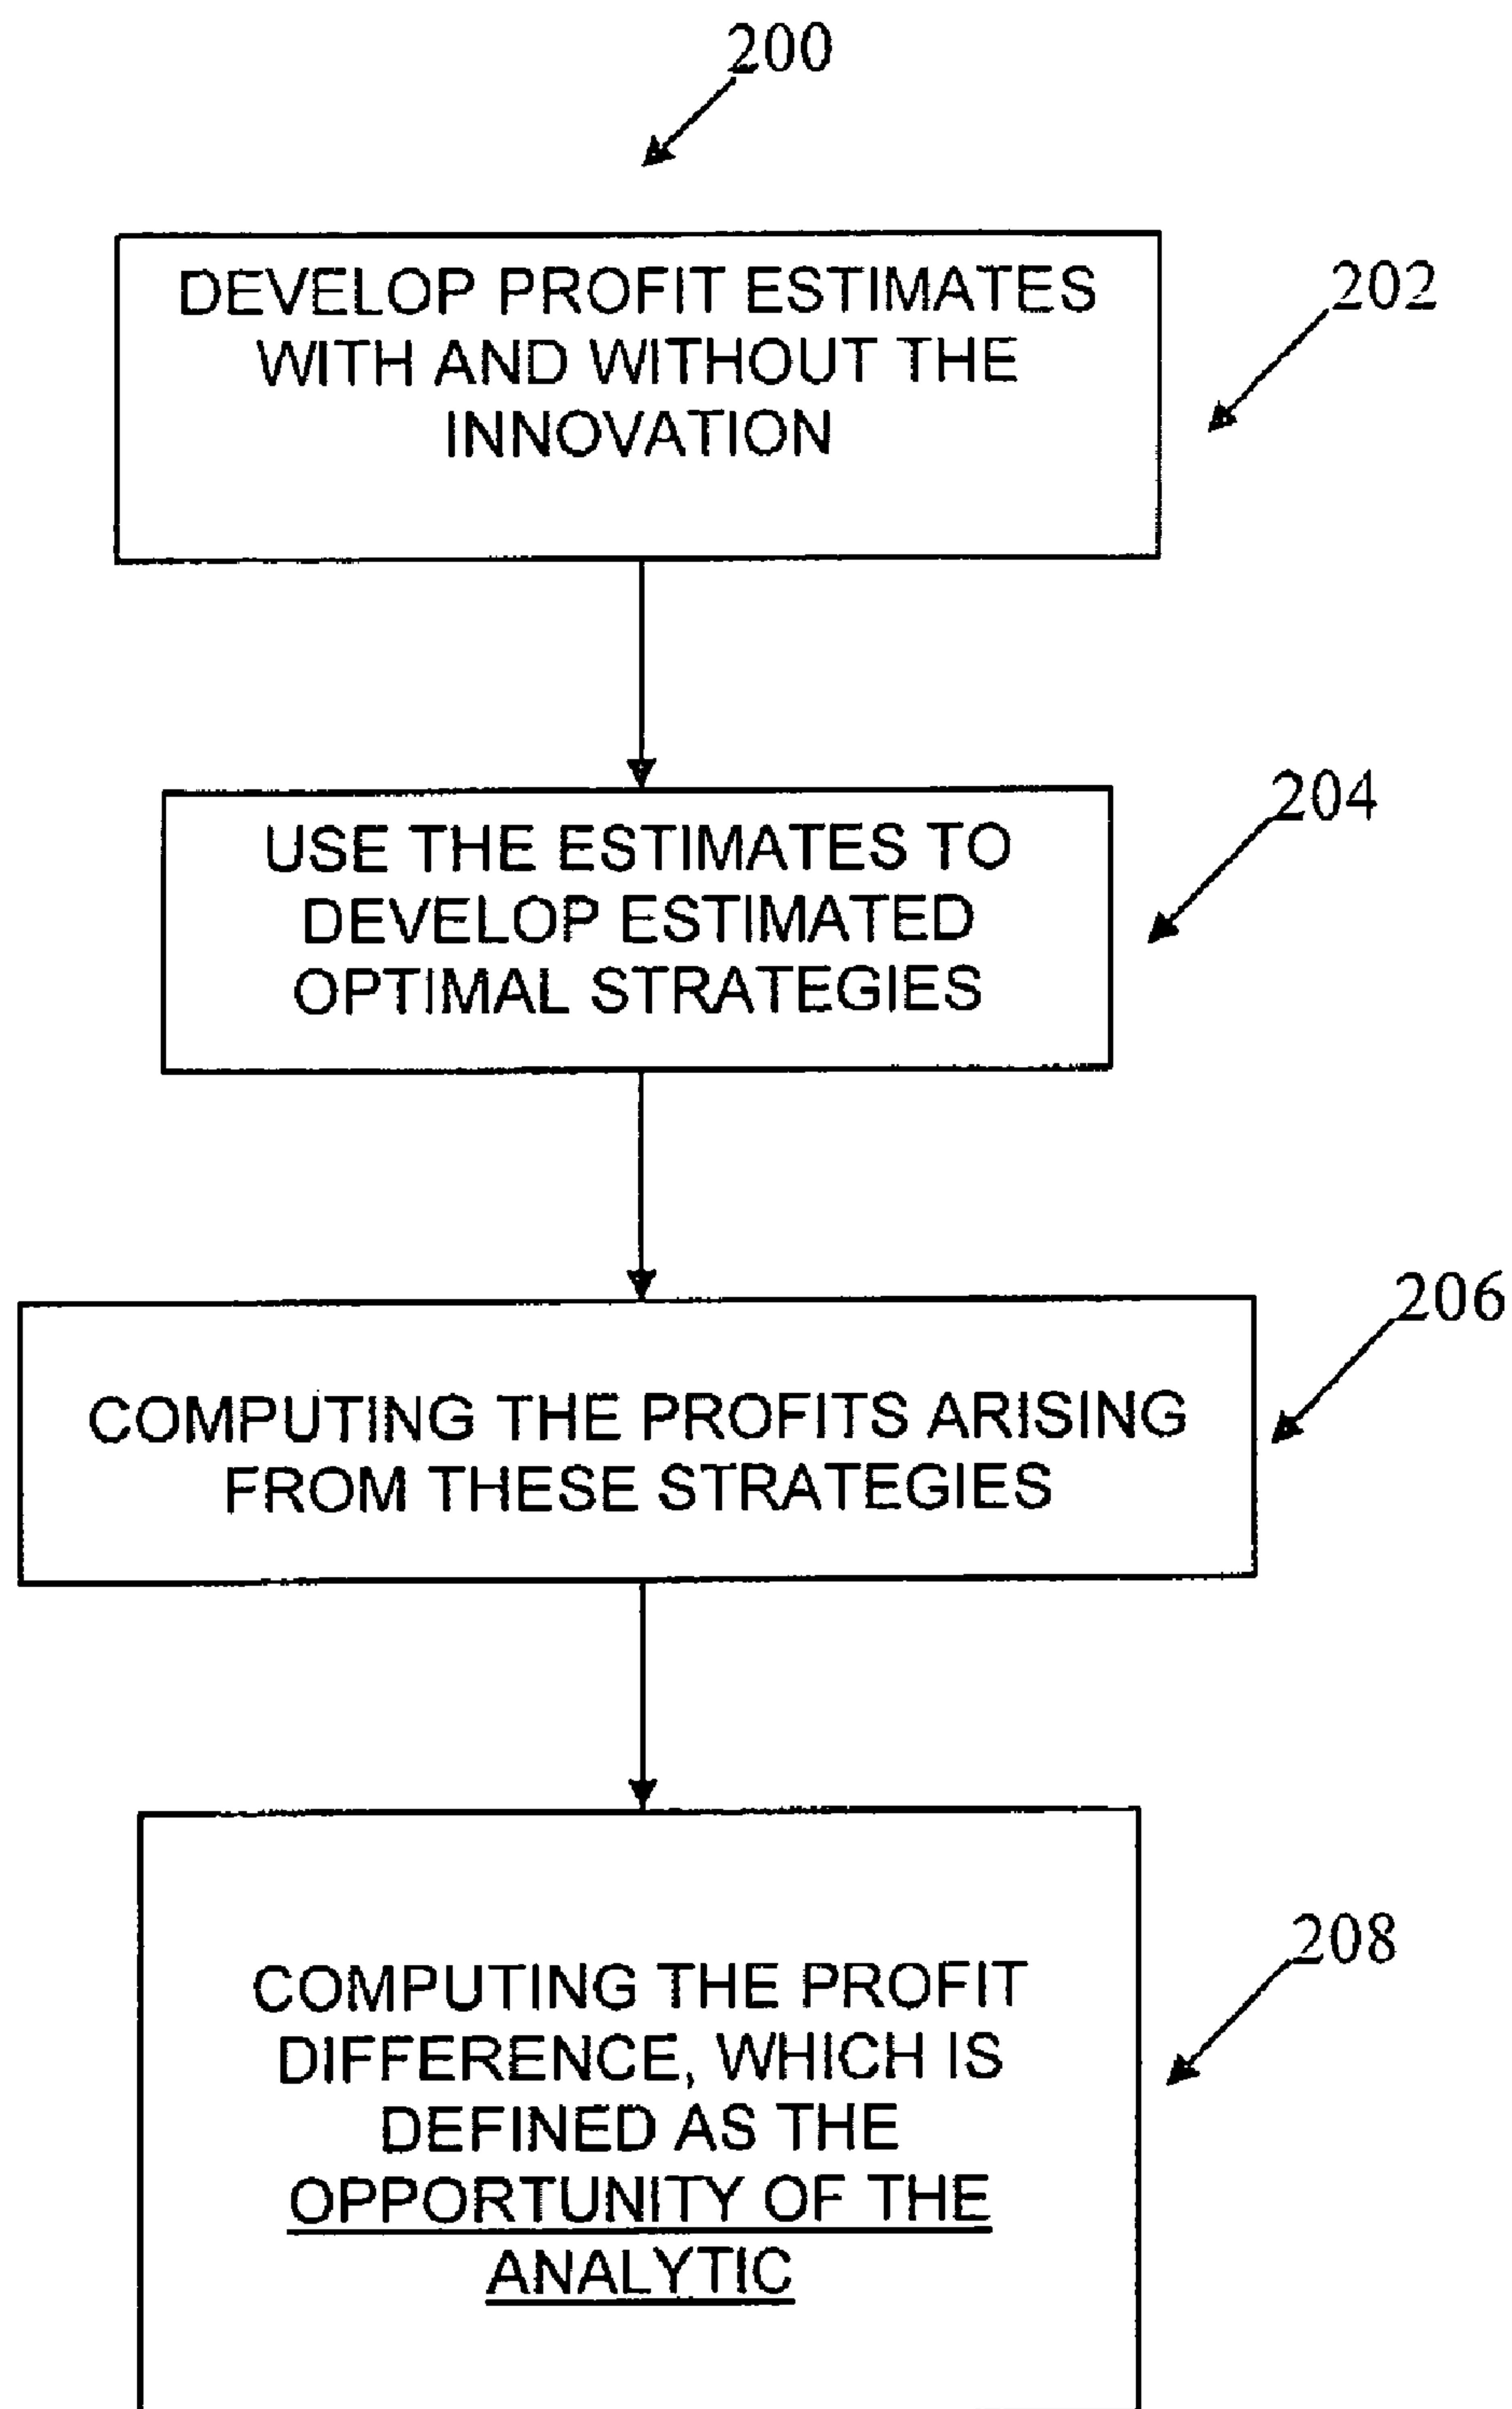 200
DEVELOP PROFIT ESTIMATES
WITH AND WITHOUT THE
INNOVATION
202
USE THE ESTIMATES TO
DEVELOP ESTIMATED
OPTIMAL STRATEGIES
204
COMPUTING THE PROFITS ARISING
FROM THESE STRATEGIES
206
COMPUTING THE PROFIT
DIFFERENCE, WHICH IS
DEFINED AS THE
OPPORTUNITY OF THE
ANALYTIC
208